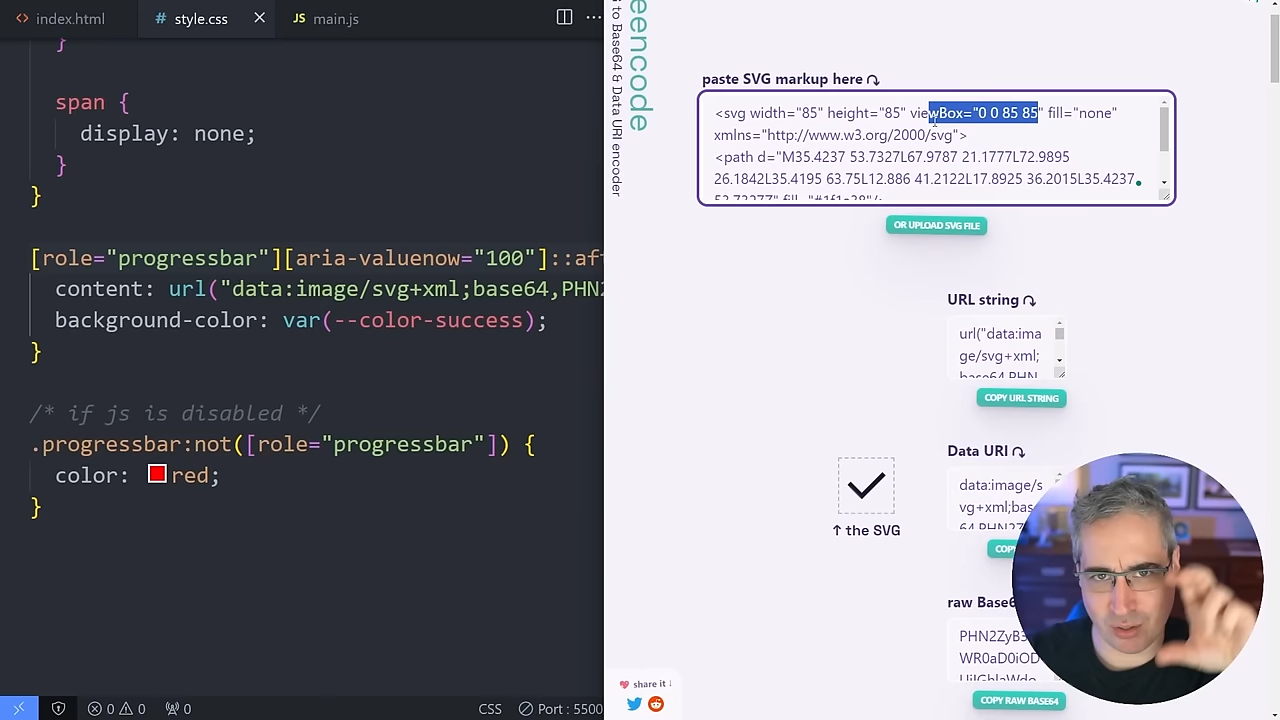 index.html
style.css
JS main.js
}
span {
display: none;
}
}
[role="progressbar"][aria-valuenow="100"]::af
content: url("data:image/svg+xml;base64,PHN
background-color: var(--color-success);
}
/* if js is disabled */
.progressbar:not([role="progressbar"]) {
color: red;
}
0 0
0
CSS
Port : 5500
to Base64 & Data URI encoder
eencode
paste SVG markup here
<svg width="85" height="85" viewBox="0 0 85 85" fill="none"
xmlns="http://www.w3.org/2000/svg">
<path d="M35.4237 53.7327L67.9787 21.1777L72.9895
26.1842L35.4195 63.75L12.886 41.2122L17.8925 36.2015L35.4237
OR UPLOAD SVG FILE
URL string
url("data:ima
ge/svg+xml;
base64,PHN
COPY URL STRING
↑ the SVG
Data URI
data:image/s
vg+xml;bas
COP
raw Base6
PHN2ZyB3
WR0aD0iOD
COPY RAW BASE64
share it ↓